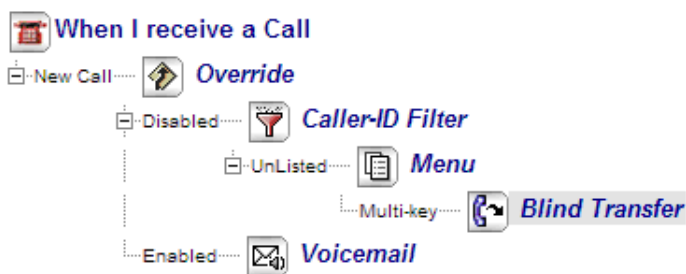 When I receive a Call
New Call Override
Disabled Caller-ID Filter
UnListed Menu
Multi-key Blind Transfer
Enabled Voicemail